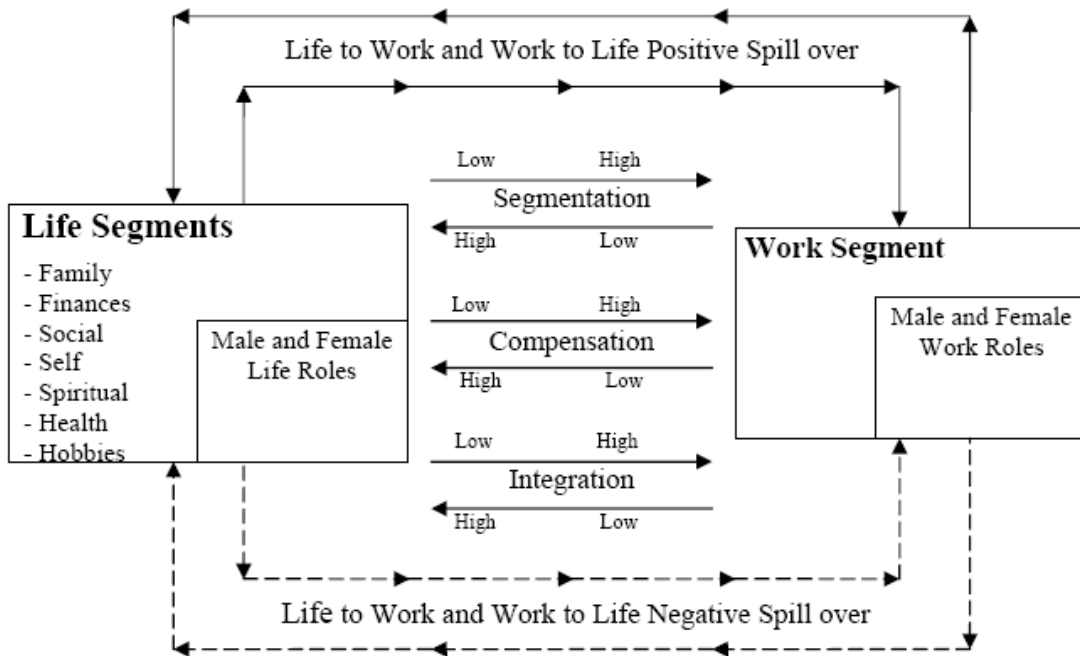 Life to Work and Work to Life Positive Spill over
Low High
Segmentation
High Low
Life Segments
- Family
- Finances
- Social
- Self
- Spiritual
- Health
- Hobbies
Male and Female
Life Roles
Low High
Compensation
High Low
Low High
Integration
High Low
Work Segment
Male and Female
Work Roles
Life to Work and Work to Life Negative Spill over